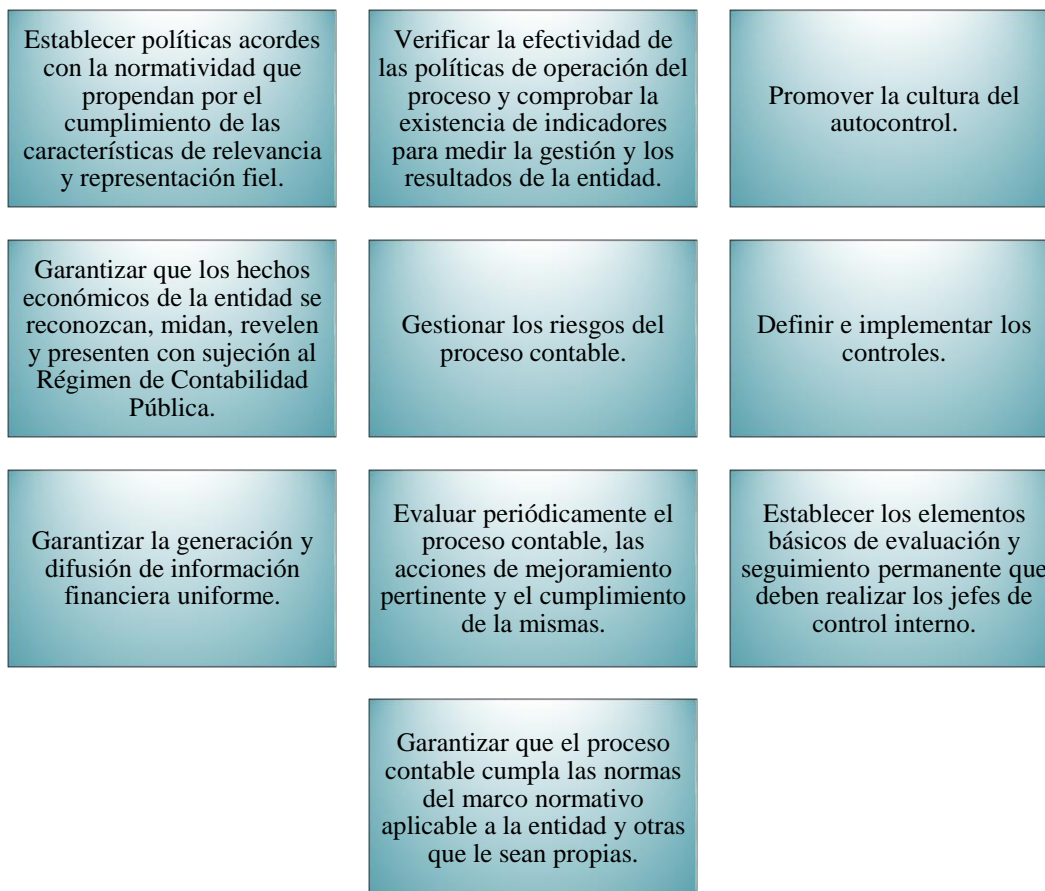 Establecer políticas acordes
con la normatividad que
propendan por el
cumplimiento de las
características de relevancia
y representación fiel.
Verificar la efectividad de
las políticas de operación del
proceso y comprobar la
existencia de indicadores
para medir la gestión y los
resultados de la entidad.
Promover la cultura del
autocontrol.
Garantizar que los hechos
económicos de la entidad se
reconozcan, midan, revelen
y presenten con sujeción al
Régimen de Contabilidad
Pública.
Gestionar los riesgos del
proceso contable.
Definir e implementar los
controles.
Garantizar la generación y
difusión de información
financiera uniforme.
Evaluar periódicamente el
proceso contable, las
acciones de mejoramiento
pertinente y el cumplimiento
de la mismas.
Establecer los elementos
básicos de evaluación y
seguimiento permanente que
deben realizar los jefes de
control interno.
Garantizar que el proceso
contable cumpla las normas
del marco normativo
aplicable a la entidad y otras
que le sean propias.